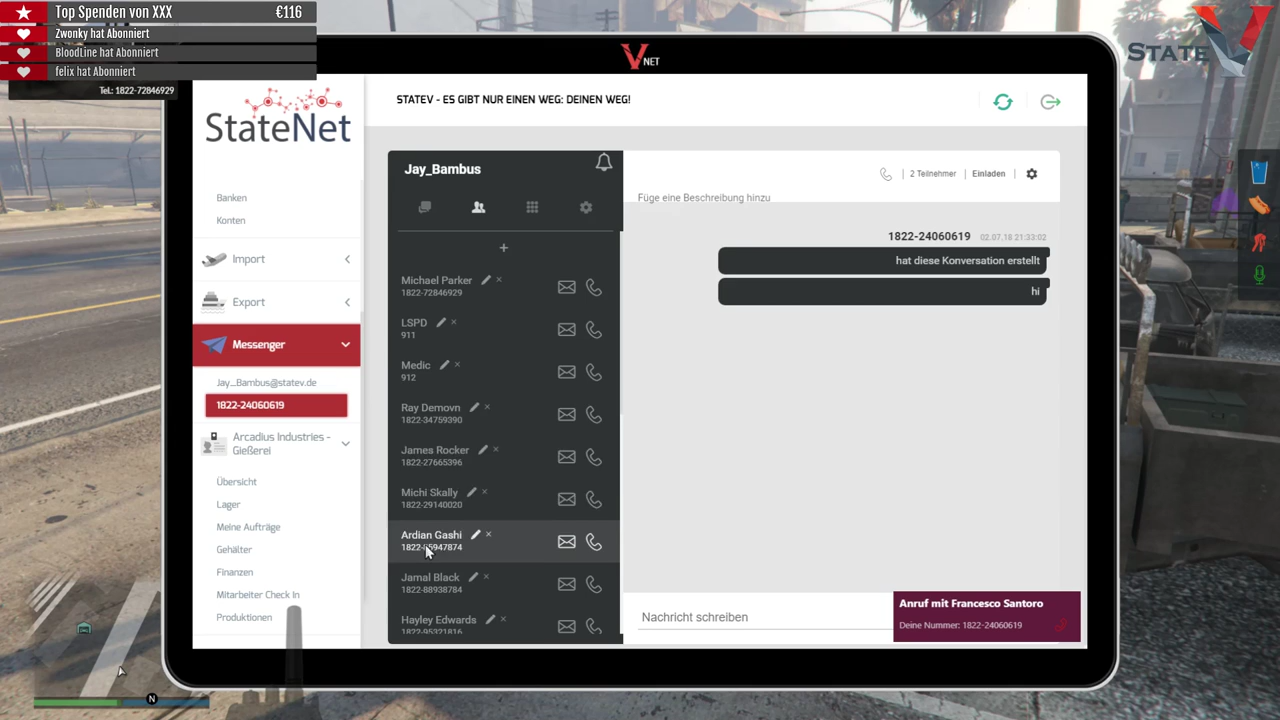 Top Spenden von XXX €116
Zwonky hat Abonniert
BloodLine hat Abonniert
felix hat Abonniert
Tel.: 1822-72846929
V NET
STATE V
StateNet
STATEV - ES GIBT NUR EINEN WEG: DEINEN WEG!
Banken
Konten
Import
Export
Messenger
Jay_Bambus@statev.de
1822-24060619
Arcadius Industries -
Gießerei
Übersicht
Lager
Meine Aufträge
Gehälter
Finanzen
Mitarbeiter Check In
Produktionen
Jay_Bambus
Michael Parker
1822-72846929
LSPD
911
Medic
912
Ray Demovn
1822-34759390
James Rocker
1822-27665396
Michi Skally
1822-29140020
Ardian Gashi
Jamal Black
1822-88938784
Hayley Edwards
1822-95321816
2 Teilnehmer
Einladen
Füge eine Beschreibung hinzu
1822-24060619 02.07.18 21:33:02
hat diese Konversation erstellt
hi
Nachricht schreiben
Anruf mit Francesco Santoro
Deine Nummer: 1822-24060619
N